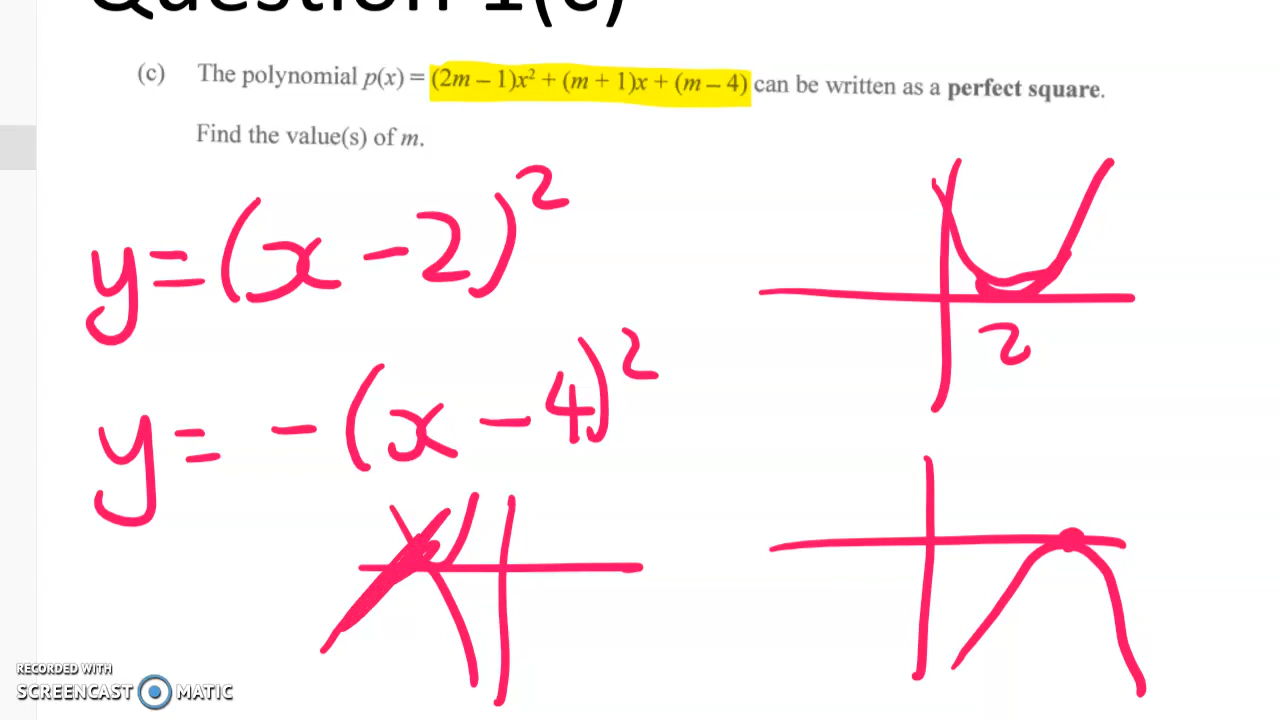 Question 1(c)
(c) The polynomial p(x) = (2m – 1)x² + (m + 1)x + (m – 4) can be written as a perfect square.
Find the value(s) of m.
y = (x - 2)²
2
y = - (x - 4)²
RECORDED WITH
SCREENCAST MATIC